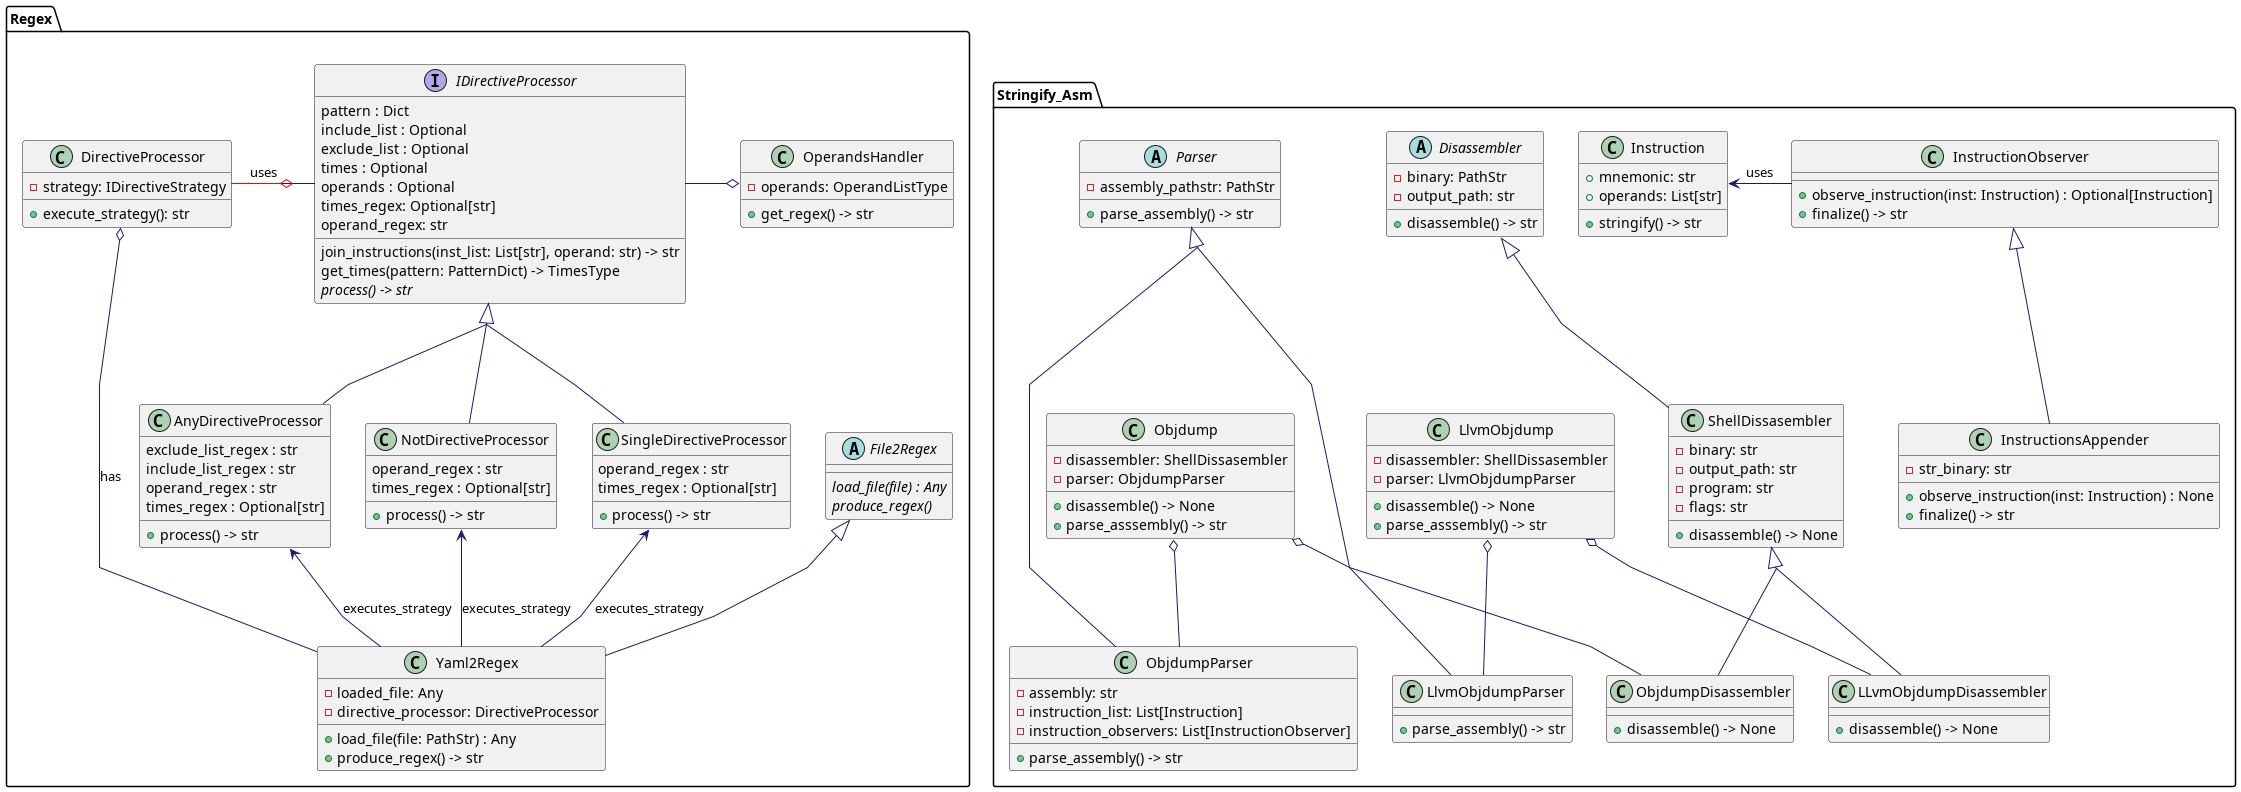 Regex
I IDirectiveProcessor
pattern : Dict
include_list : Optional
exclude_list : Optional
times : Optional
operands : Optional
times_regex: Optional[str]
operand_regex: str
join_instructions(inst_list: List[str], operand: str) -> str
get_times(pattern: PatternDict) -> TimesType
process() -> str
C DirectiveProcessor
strategy: IDirectiveStrategy
execute_strategy(): str
uses
C OperandsHandler
operands: OperandListType
get_regex() -> str
C AnyDirectiveProcessor
exclude_list_regex : str
include_list_regex : str
operand_regex : str
times_regex : Optional[str]
process() -> str
C NotDirectiveProcessor
operand_regex : str
times_regex : Optional[str]
process() -> str
C SingleDirectiveProcessor
operand_regex : str
times_regex : Optional[str]
process() -> str
A File2Regex
load_file(file) : Any
produce_regex()
has
executes_strategy
executes_strategy
executes_strategy
C Yaml2Regex
loaded_file: Any
directive_processor: DirectiveProcessor
load_file(file: PathStr) : Any
produce_regex() -> str
Stringify_Asm
A Parser
assembly_pathstr: PathStr
parse_assembly() -> str
A Disassembler
binary: PathStr
output_path: str
disassemble() -> str
C Instruction
mnemonic: str
operands: List[str]
stringify() -> str
uses
C InstructionObserver
observe_instruction(inst: Instruction) : Optional[Instruction]
finalize() -> str
C Objdump
disassembler: ShellDissasembler
parser: ObjdumpParser
disassemble() -> None
parse_asssembly() -> str
C LlvmObjdump
disassembler: ShellDissasembler
parser: LlvmObjdumpParser
disassemble() -> None
parse_asssembly() -> str
C ShellDissasembler
binary: str
output_path: str
program: str
flags: str
disassemble() -> None
C InstructionsAppender
str_binary: str
observe_instruction(inst: Instruction) : None
finalize() -> str
C ObjdumpParser
assembly: str
instruction_list: List[Instruction]
instruction_observers: List[InstructionObserver]
parse_assembly() -> str
C LlvmObjdumpParser
parse_assembly() -> str
C ObjdumpDisassembler
disassemble() -> None
C LLvmObjdumpDisassembler
disassemble() -> None